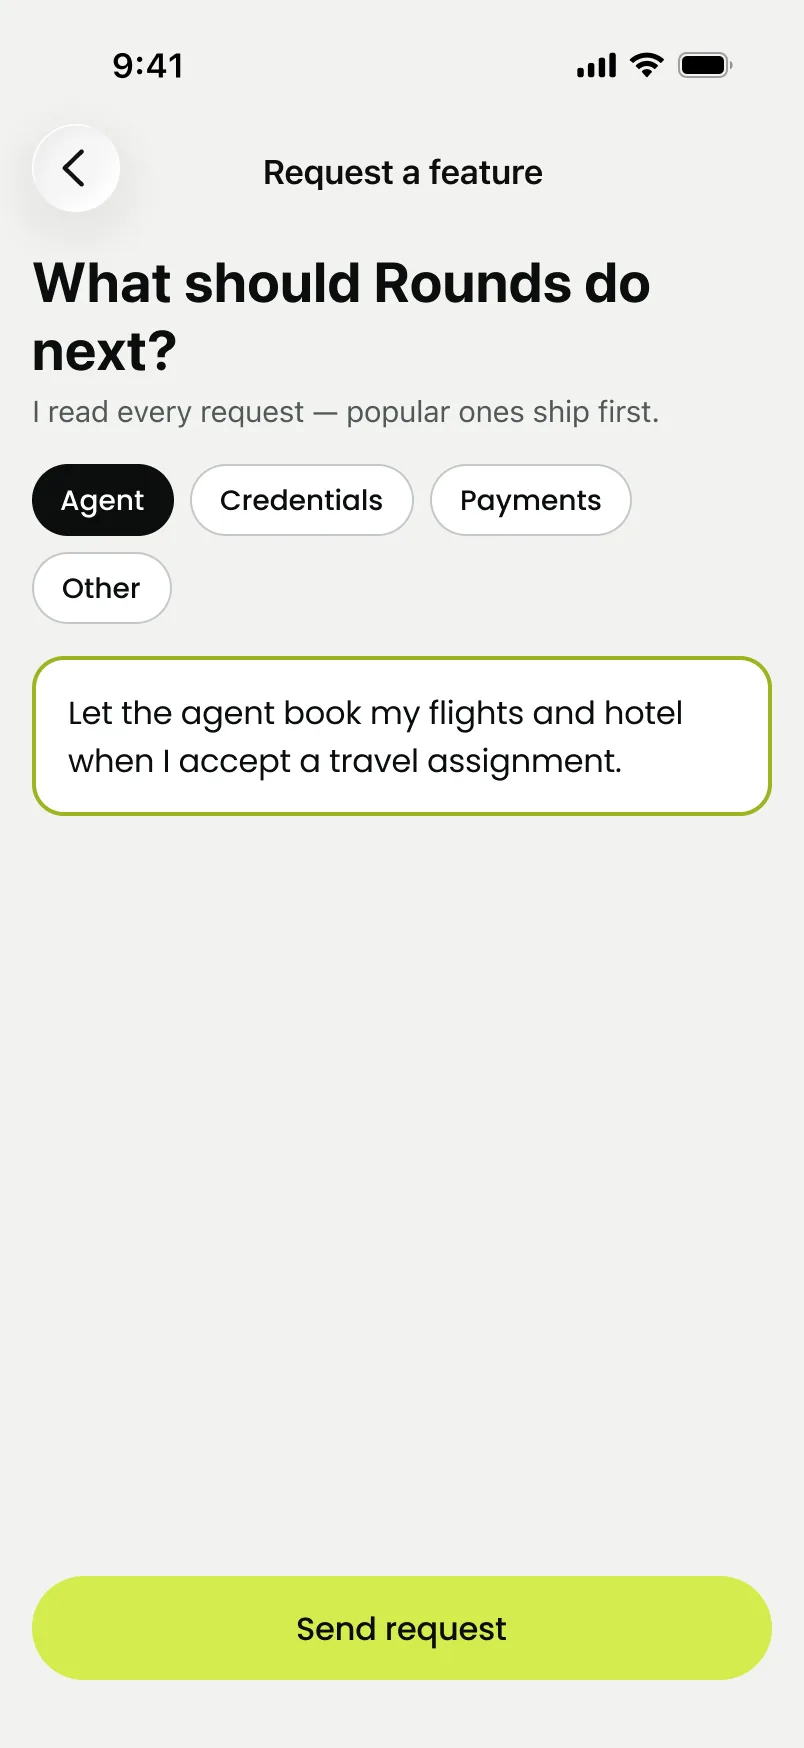 9:41
Request a feature
What should Rounds do
next?
I read every request — popular ones ship first.
Agent
Credentials
Payments
Other
Let the agent book my flights and hotel
when I accept a travel assignment.
Send request